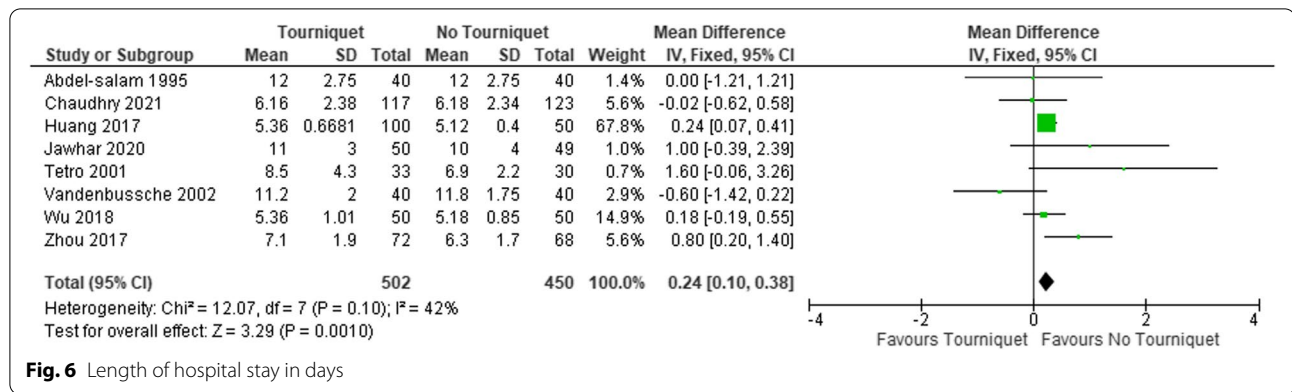 Tourniquet No Tourniquet Mean Difference Mean Difference
Study or Subgroup Mean SD Total Mean SD Total Weight IV, Fixed, 95% CI IV, Fixed, 95% CI
Abdel-salam 1995 12 2.75 40 12 2.75 40 1.4% 0.00 [-1.21, 1.21]
Chaudhry 2021 6.16 2.38 117 6.18 2.34 123 5.6% -0.02 [-0.62, 0.58]
Huang 2017 5.36 0.6681 100 5.12 0.4 50 67.8% 0.24 [0.07, 0.41]
Jawhar 2020 11 3 50 10 4 49 1.0% 1.00 [-0.39, 2.39]
Tetro 2001 8.5 4.3 33 6.9 2.2 30 0.7% 1.60 [-0.06, 3.26]
Vandenbussche 2002 11.2 2 40 11.8 1.75 40 2.9% -0.60 [-1.42, 0.22]
Wu 2018 5.36 1.01 50 5.18 0.85 50 14.9% 0.18 [-0.19, 0.55]
Zhou 2017 7.1 1.9 72 6.3 1.7 68 5.6% 0.80 [0.20, 1.40]
Total (95% CI) 502 450 100.0% 0.24 [0.10, 0.38]
Heterogeneity: Chi² = 12.07, df = 7 (P = 0.10); I² = 42%
Test for overall effect: Z = 3.29 (P = 0.0010)
-4 -2 0 2 4
Favours Tourniquet Favours No Tourniquet
Fig. 6 Length of hospital stay in days